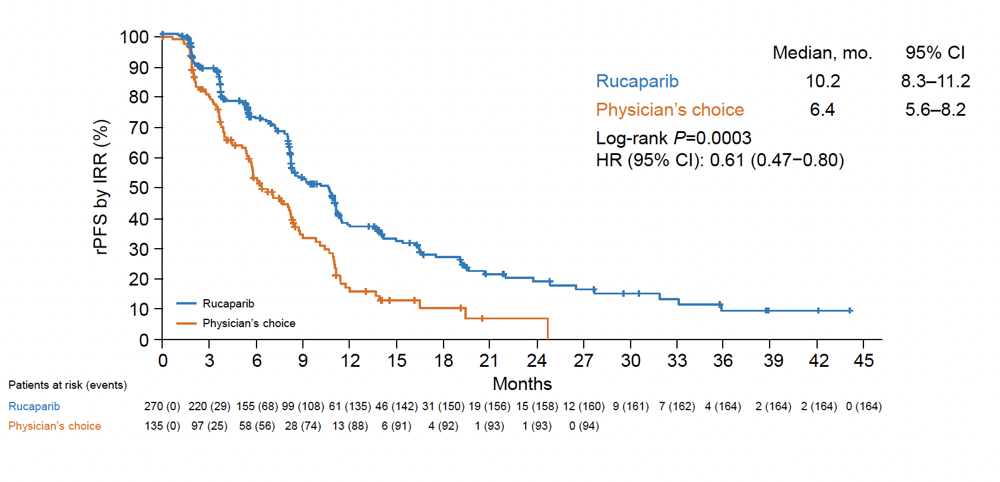 Median, mo. 95% CI
Rucaparib 10.2 8.3–11.2
Physician’s choice 6.4 5.6–8.2
Log-rank P=0.0003
HR (95% CI): 0.61 (0.47−0.80)
rPFS by IRR (%)
100
90
80
70
60
50
40
30
20
10
0
Rucaparib
Physician’s choice
0 3 6 9 12 15 18 21 24 27 30 33 36 39 42 45
Months
Patients at risk (events)
Rucaparib 270 (0) 220 (29) 155 (68) 99 (108) 61 (135) 46 (142) 31 (150) 19 (156) 15 (158) 12 (160) 9 (161) 7 (162) 4 (164) 2 (164) 2 (164) 0 (164)
Physician’s choice 135 (0) 97 (25) 58 (56) 28 (74) 13 (88) 6 (91) 4 (92) 1 (93) 1 (93) 0 (94)